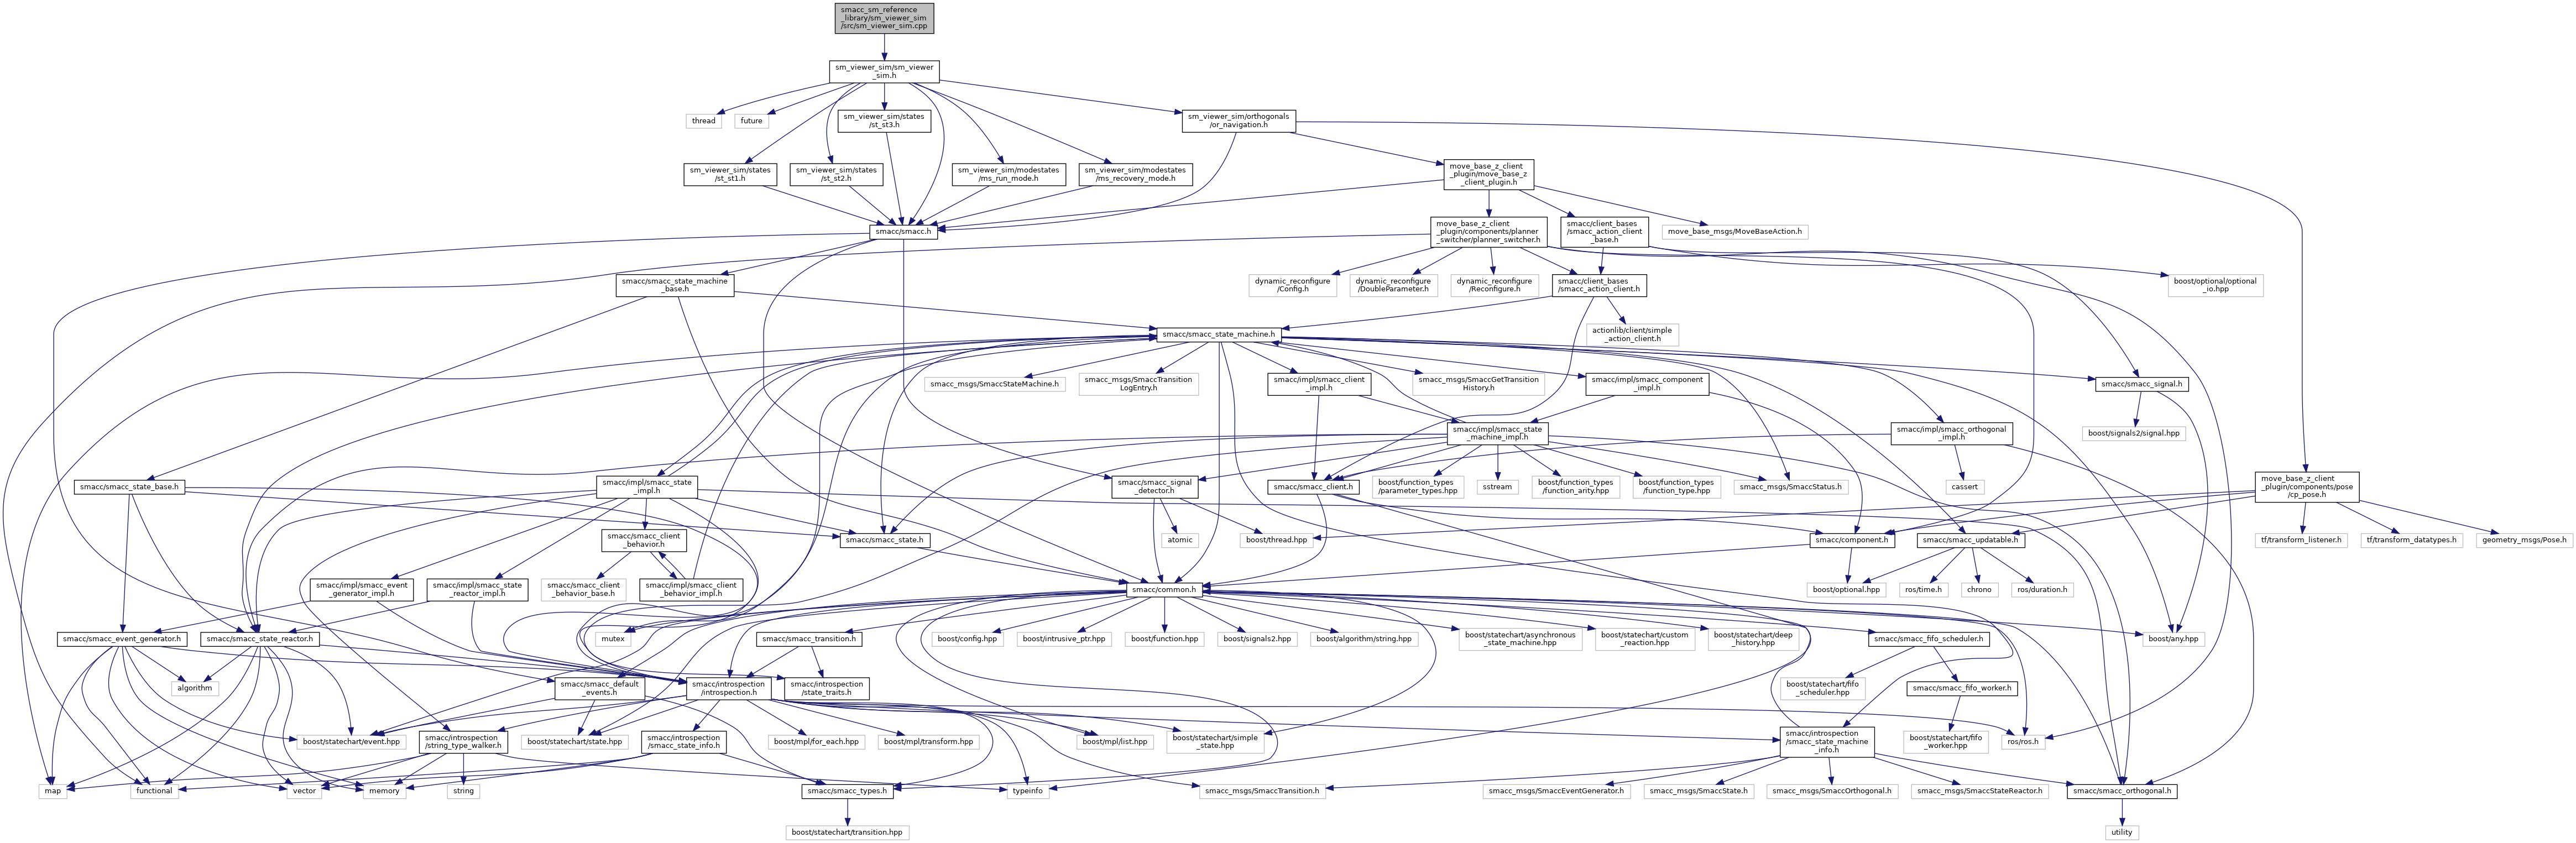 smacc_sm_reference
_library/sm_viewer_sim
/src/sm_viewer_sim.cpp
sm_viewer_sim/sm_viewer
_sim.h
thread
future
sm_viewer_sim/states
/st_st3.h
sm_viewer_sim/orthogonals
/or_navigation.h
sm_viewer_sim/states
/st_st1.h
sm_viewer_sim/states
/st_st2.h
sm_viewer_sim/modestates
/ms_run_mode.h
sm_viewer_sim/modestates
/ms_recovery_mode.h
move_base_z_client
_plugin/move_base_z
_client_plugin.h
smacc/smacc.h
move_base_z_client
_plugin/components/planner
_switcher/planner_switcher.h
smacc/client_bases
/smacc_action_client
_base.h
move_base_msgs/MoveBaseAction.h
smacc/smacc_state_machine
_base.h
dynamic_reconfigure
/Config.h
dynamic_reconfigure
/DoubleParameter.h
dynamic_reconfigure
/Reconfigure.h
smacc/client_bases
/smacc_action_client.h
boost/optional/optional
_io.hpp
smacc/smacc_state_machine.h
actionlib/client/simple
_action_client.h
smacc_msgs/SmaccStateMachine.h
smacc_msgs/SmaccTransition
LogEntry.h
smacc/impl/smacc_client
_impl.h
smacc_msgs/SmaccGetTransition
History.h
smacc/impl/smacc_component
_impl.h
smacc/smacc_signal.h
smacc/impl/smacc_state
_machine_impl.h
smacc/impl/smacc_orthogonal
_impl.h
boost/signals2/signal.hpp
smacc/smacc_state_base.h
smacc/impl/smacc_state
_impl.h
smacc/smacc_signal
_detector.h
smacc/smacc_client.h
boost/function_types
/parameter_types.hpp
sstream
boost/function_types
/function_arity.hpp
boost/function_types
/function_type.hpp
smacc_msgs/SmaccStatus.h
cassert
move_base_z_client
_plugin/components/pose
/cp_pose.h
smacc/smacc_client
_behavior.h
smacc/smacc_state.h
atomic
boost/thread.hpp
smacc/component.h
smacc/smacc_updatable.h
tf/transform_listener.h
tf/transform_datatypes.h
geometry_msgs/Pose.h
smacc/impl/smacc_event
_generator_impl.h
smacc/impl/smacc_state
_reactor_impl.h
smacc/smacc_client
_behavior_base.h
smacc/impl/smacc_client
_behavior_impl.h
smacc/common.h
boost/optional.hpp
ros/time.h
chrono
ros/duration.h
smacc/smacc_event_generator.h
smacc/smacc_state_reactor.h
mutex
smacc/smacc_transition.h
boost/config.hpp
boost/intrusive_ptr.hpp
boost/function.hpp
boost/signals2.hpp
boost/algorithm/string.hpp
boost/statechart/asynchronous
_state_machine.hpp
boost/statechart/custom
_reaction.hpp
boost/statechart/deep
_history.hpp
smacc/smacc_fifo_scheduler.h
boost/any.hpp
algorithm
smacc/smacc_default
_events.h
smacc/introspection
/introspection.h
smacc/introspection
/state_traits.h
boost/statechart/fifo
_scheduler.hpp
smacc/smacc_fifo_worker.h
boost/statechart/event.hpp
smacc/introspection
/string_type_walker.h
boost/statechart/state.hpp
smacc/introspection
/smacc_state_info.h
boost/mpl/for_each.hpp
boost/mpl/transform.hpp
boost/mpl/list.hpp
boost/statechart/simple
_state.hpp
smacc/introspection
/smacc_state_machine
_info.h
boost/statechart/fifo
_worker.hpp
ros/ros.h
map
functional
vector
memory
string
smacc/smacc_types.h
typeinfo
smacc_msgs/SmaccTransition.h
smacc_msgs/SmaccEventGenerator.h
smacc_msgs/SmaccState.h
smacc_msgs/SmaccOrthogonal.h
smacc_msgs/SmaccStateReactor.h
smacc/smacc_orthogonal.h
boost/statechart/transition.hpp
utility